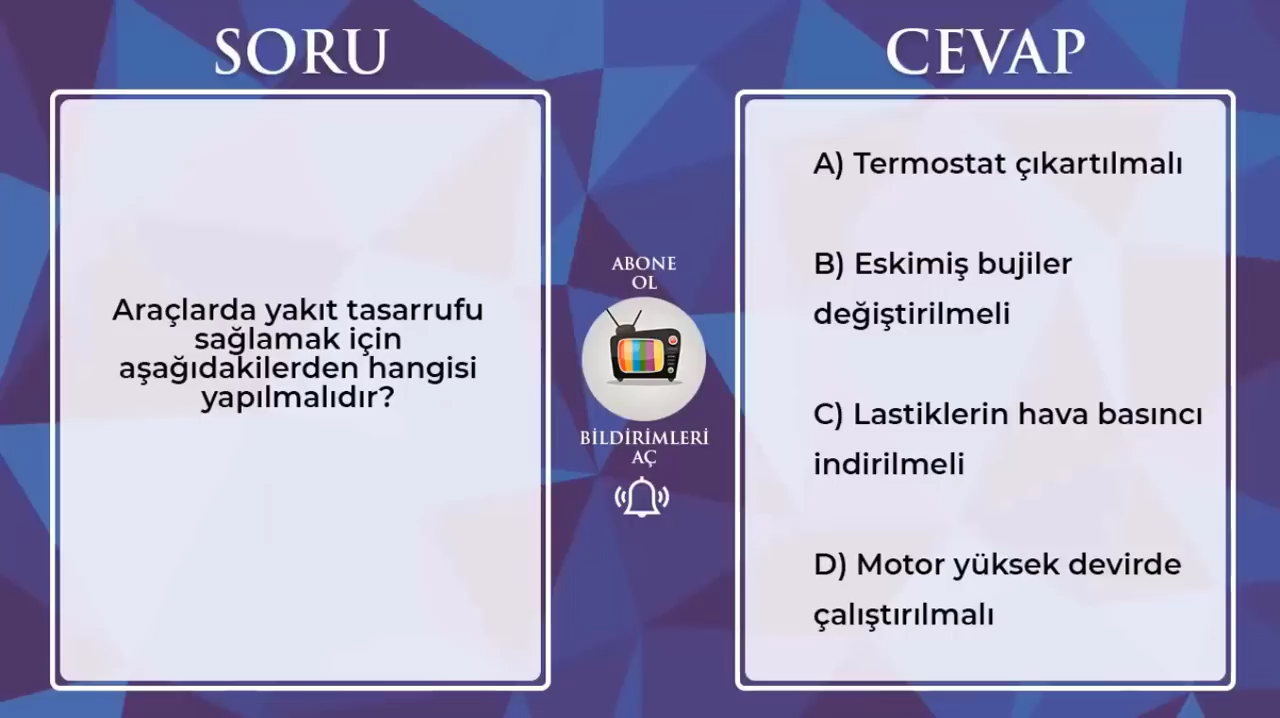 SORU
Araçlarda yakıt tasarrufu
sağlamak için
aşağıdakilerden hangisi
yapılmalıdır?
ABONE
OL
BİLDİRİMLERİ
AÇ
CEVAP
A) Termostat çıkartılmalı
B) Eskimiş bujiler
değiştirilmeli
C) Lastiklerin hava basıncı
indirilmeli
D) Motor yüksek devirde
çalıştırılmalı